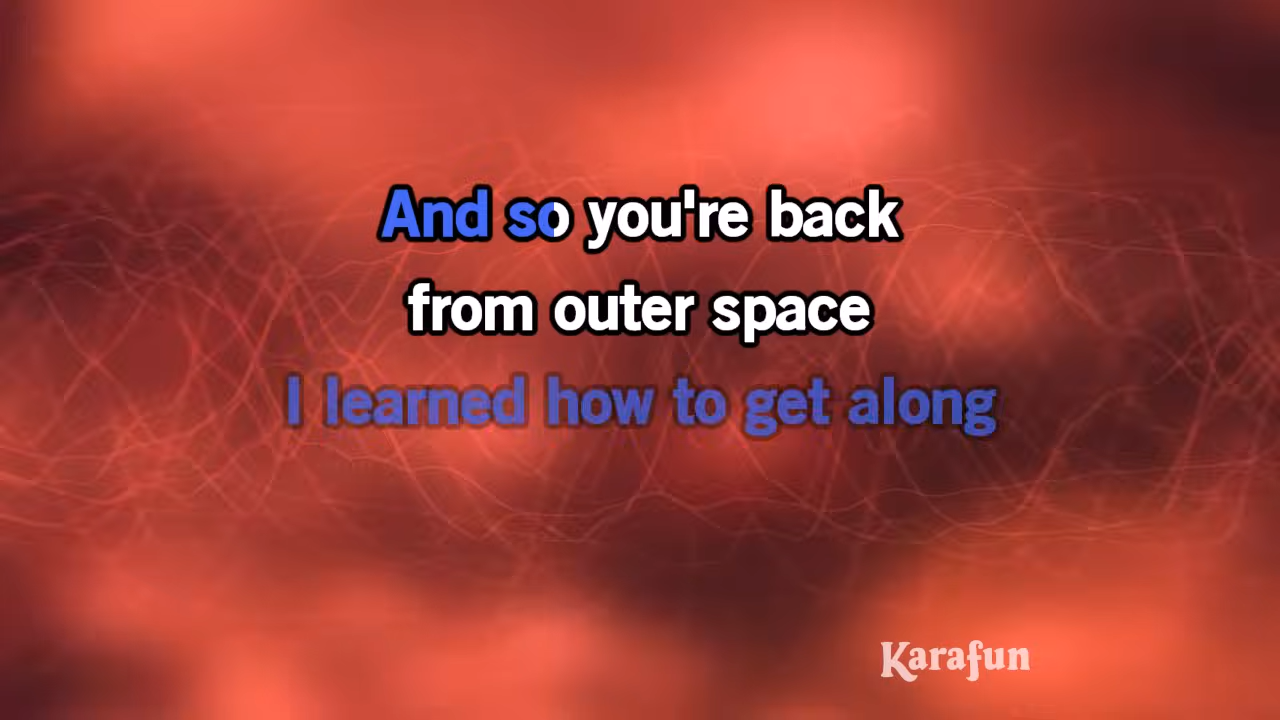 And so you're back
from outer space
I learned how to get along
Karafun